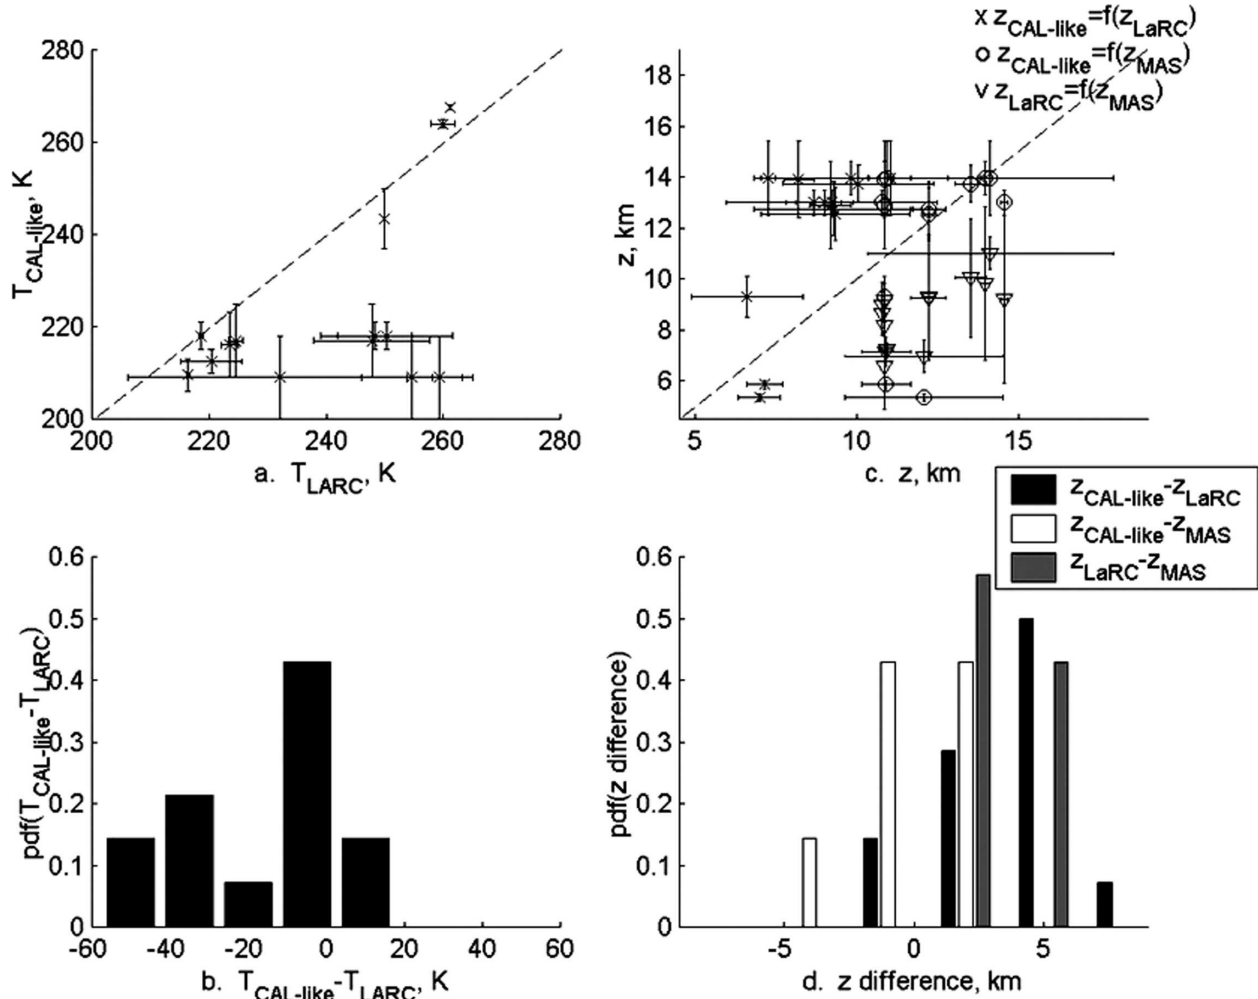 280
260
240
220
200
T_CAL-like, K
200 220 240 260 280
a. T_LARC, K
x z_CAL-like=f(z_LaRC)
o z_CAL-like=f(z_MAS)
v z_LaRC=f(z_MAS)
18
16
14
12
10
8
6
z, km
5 10 15
c. z, km
0.6
0.5
0.4
0.3
0.2
0.1
0
pdf(T_CAL-like-T_LARC)
-60 -40 -20 0 20 40 60
b. T_CAL-like-T_LARC, K
z_CAL-like-z_LaRC
z_CAL-like-z_MAS
z_LaRC-z_MAS
0.6
0.5
0.4
0.3
0.2
0.1
0
pdf(z difference)
-5 0 5
d. z difference, km